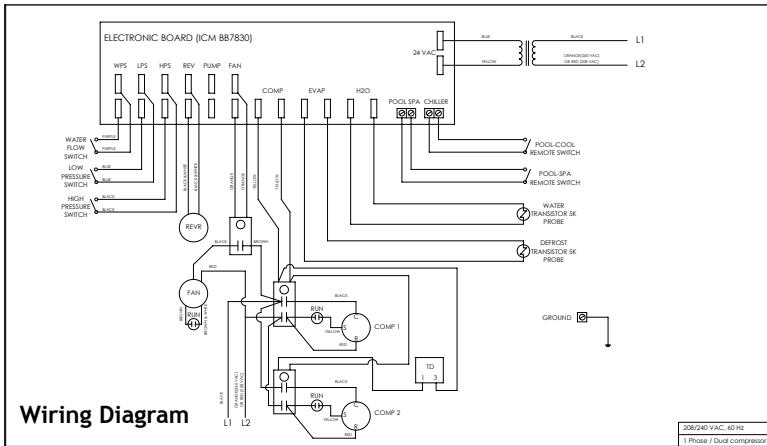 ELECTRONIC BOARD (ICM BB7830)
24 VAC
BLUE
BLACK
L1
YELLOW
ORANGE(240 VAC)
OR RED (208 VAC)
L2
WPS LPS HPS REV PUMP FAN
COMP EVAP H2O
POOL SPA CHILLER
WATER
FLOW
SWITCH
PURPLE
PURPLE
LOW
PRESSURE
SWITCH
BLUE
BLUE
HIGH
PRESSURE
SWITCH
BLACK
BLACK
BLACK&WHITE
BLACK&WHITE
ORANGE
ORANGE
YELLOW
YELLOW
POOL-COOL
REMOTE SWITCH
POOL-SPA
REMOTE SWITCH
WATER
TRANSISTOR 5K
PROBE
DEFROST
TRANSISTOR 5K
PROBE
REVR
BLACK
BROWN
RED
FAN
RUN
BROWN
BROWN & WHITE
BLACK
RUN
C
S
R
YELLOW
RED
COMP 1
GROUND
TD
1 3
BLACK
RUN
C
S
R
YELLOW
RED
COMP 2
BLACK
ORANGE(240 VAC)
OR RED (208 VAC)
L1 L2
Wiring Diagram
208/240 VAC, 60 Hz
1 Phase / Dual compressor